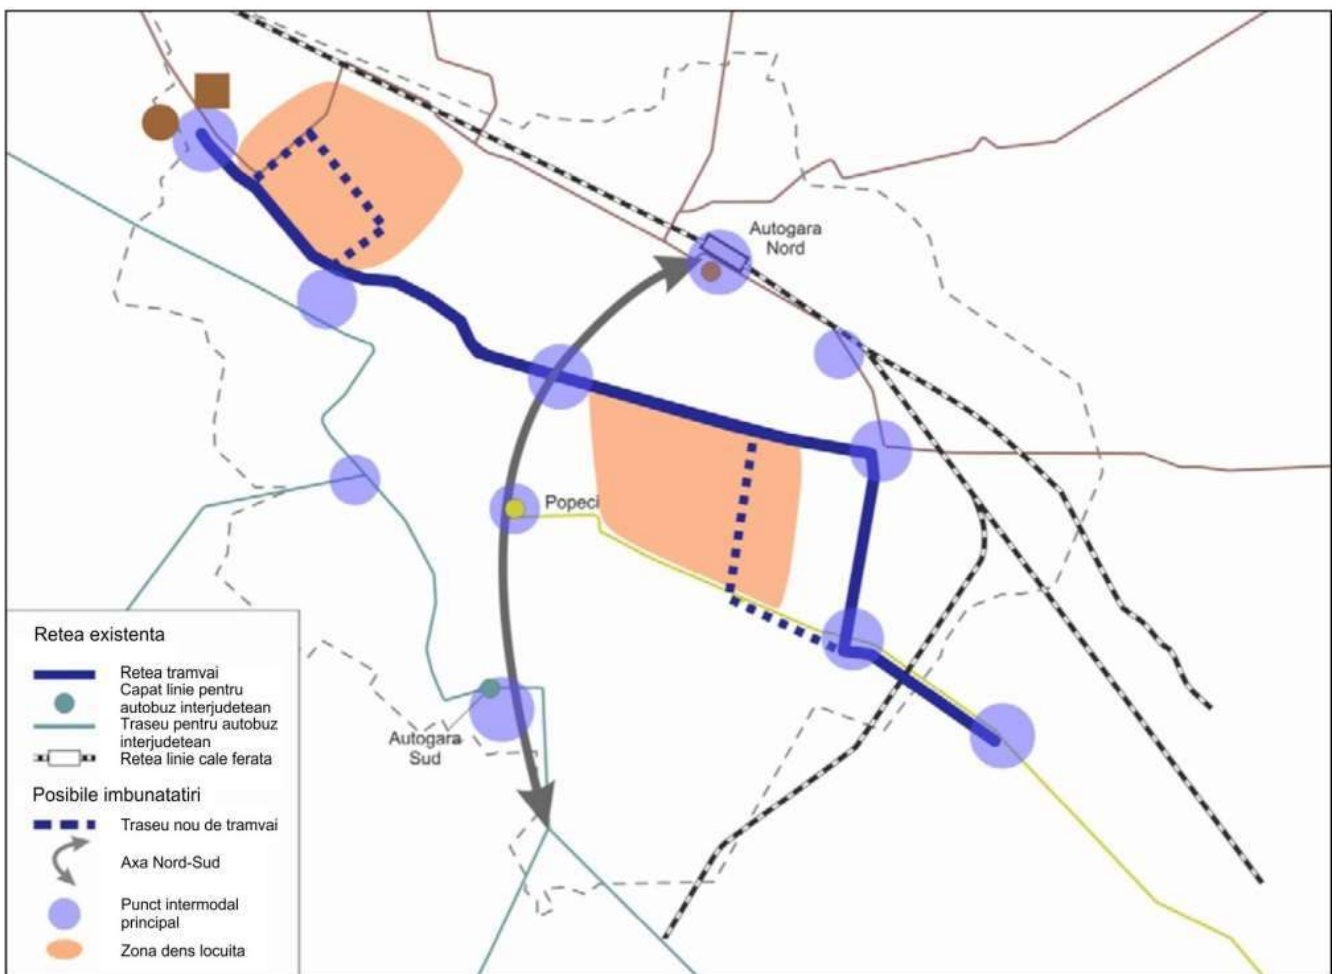 Autogara
Nord
Popeci
Autogara
Sud
Retea existenta
Retea tramvai
Capat linie pentru
autobuz interjudetean
Traseu pentru autobuz
interjudetean
Retea linie cale ferata
Posibile imbunatatiri
Traseu nou de tramvai
Axa Nord-Sud
Punct intermodal
principal
Zona dens locuita